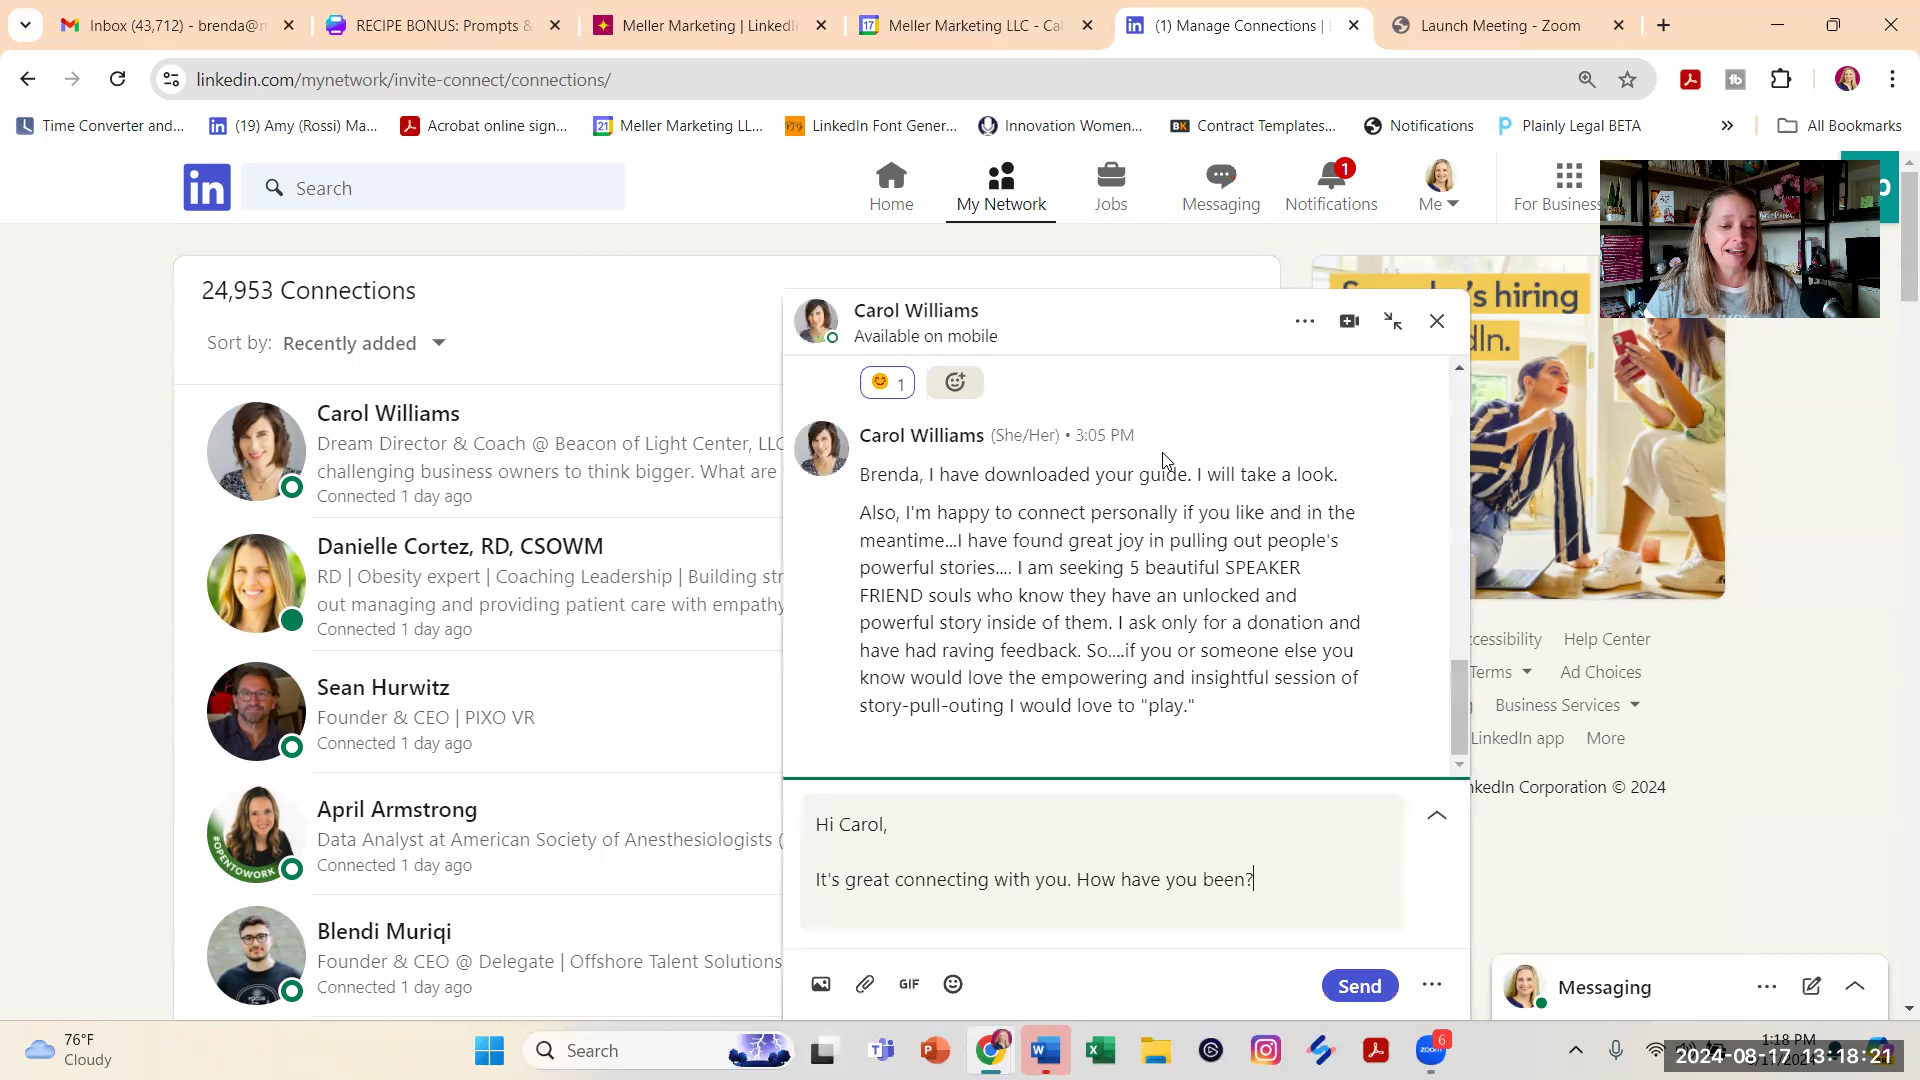 Inbox (43,712) - brenda@m
RECIPE BONUS: Prompts &
Meller Marketing | LinkedIn
17
Meller Marketing LLC - Cal
(1) Manage Connections |
Launch Meeting - Zoom
linkedin.com/mynetwork/invite-connect/connections/
Time Converter and...
(19) Amy (Rossi) Ma...
Acrobat online sign...
21
Meller Marketing LL...
LinkedIn Font Gener...
Innovation Women...
BK
Contract Templates...
Notifications
Plainly Legal BETA
All Bookmarks
in
Search
Home
My Network
Jobs
Messaging
1
Notifications
Me
For Business
24,953 Connections
Sort by: Recently added
Carol Williams
Dream Director & Coach @ Beacon of Light Center, LLC
challenging business owners to think bigger. What are
Connected 1 day ago
Danielle Cortez, RD, CSOWM
RD | Obesity expert | Coaching Leadership | Building str
out managing and providing patient care with empathy
Connected 1 day ago
Sean Hurwitz
Founder & CEO | PIXO VR
Connected 1 day ago
#OPENTOWORK
April Armstrong
Data Analyst at American Society of Anesthesiologists (
Connected 1 day ago
Blendi Muriqi
Founder & CEO @ Delegate | Offshore Talent Solutions
Connected 1 day ago
Carol Williams
Available on mobile
1
Carol Williams (She/Her) • 3:05 PM
Brenda, I have downloaded your guide. I will take a look.
Also, I'm happy to connect personally if you like and in the
meantime...I have found great joy in pulling out people's
powerful stories.... I am seeking 5 beautiful SPEAKER
FRIEND souls who know they have an unlocked and
powerful story inside of them. I ask only for a donation and
have had raving feedback. So....if you or someone else you
know would love the empowering and insightful session of
story-pull-outing I would love to "play."
Hi Carol,
It's great connecting with you. How have you been?
GIF
Send
's hiring
dIn.
ccessibility
Help Center
Terms
Ad Choices
Business Services
LinkedIn app
More
nkedIn Corporation © 2024
Messaging
76°F
Cloudy
Search
zoom
6
1:18 PM
2024-08-17 13:18:21